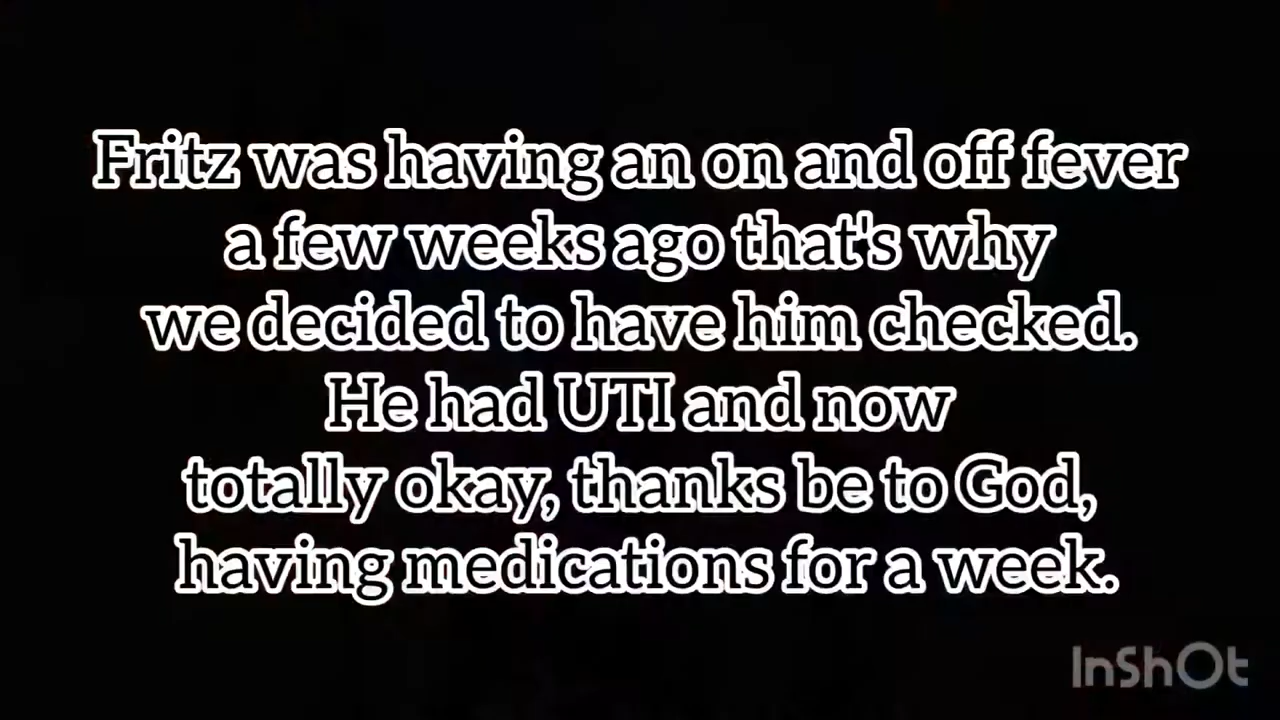 Fritz was having an on and off fever
a few weeks ago that's why
we decided to have him checked.
He had UTI and now
totally okay, thanks be to God,
having medications for a week.
InShOt